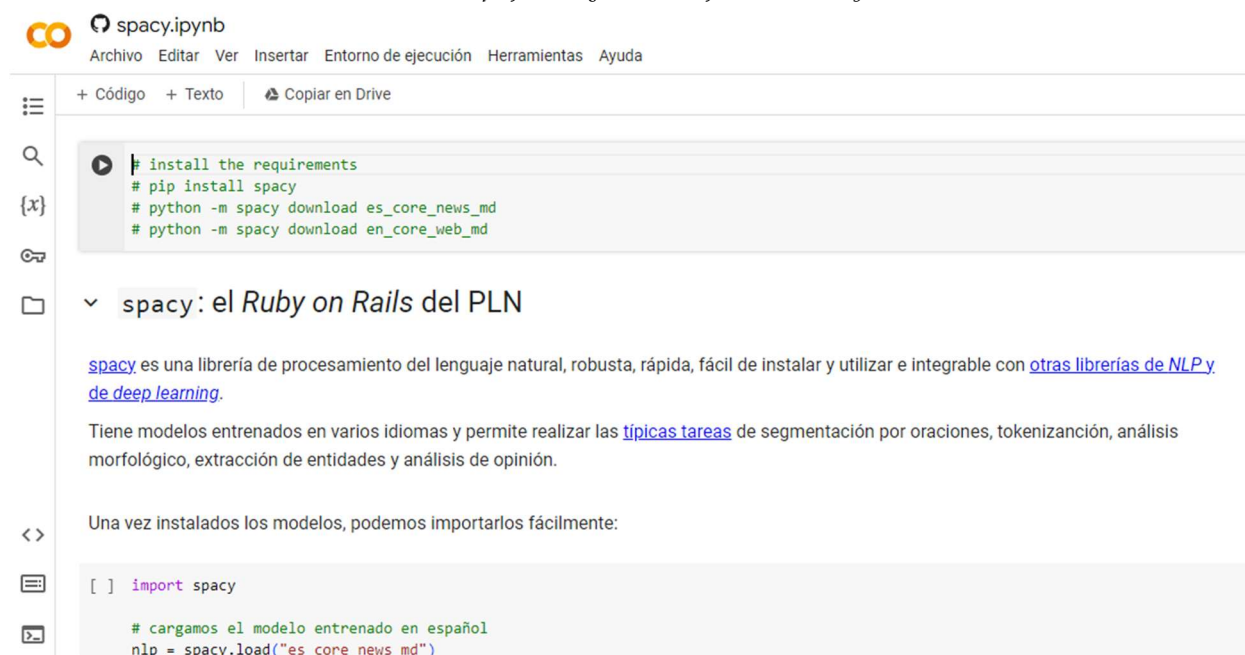 spacy.ipynb
Archivo Editar Ver Insertar Entorno de ejecución Herramientas Ayuda
+ Código + Texto Copiar en Drive
# install the requirements
# pip install spacy
# python -m spacy download es_core_news_md
# python -m spacy download en_core_web_md
{x}
spacy: el Ruby on Rails del PLN
spacy es una librería de procesamiento del lenguaje natural, robusta, rápida, fácil de instalar y utilizar e integrable con otras librerías de NLP y
de deep learning.
Tiene modelos entrenados en varios idiomas y permite realizar las típicas tareas de segmentación por oraciones, tokenizanción, análisis
morfológico, extracción de entidades y análisis de opinión.
Una vez instalados los modelos, podemos importarlos fácilmente:
[ ] import spacy
# cargamos el modelo entrenado en español
nlp = spacy.load("es_core_news_md")